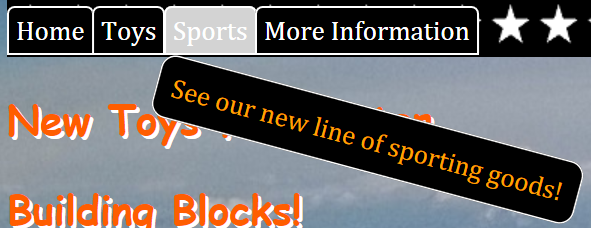 Home Toys Sports More Information
See our new line of sporting goods!
New Toys
Building Blocks!